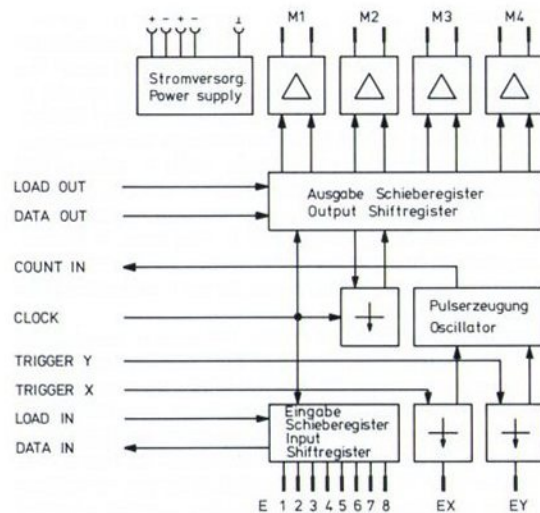 + - + - ⊥
M1 M2 M3 M4
Stromversorg.
Power supply
LOAD OUT
DATA OUT
Ausgabe Schieberegister
Output Shiftregister
COUNT IN
CLOCK
Pulserzeugung
Oscillator
TRIGGER Y
TRIGGER X
LOAD IN
DATA IN
Eingabe
Schieberegister
Input
Shiftregister
E 1 2 3 4 5 6 7 8 EX EY